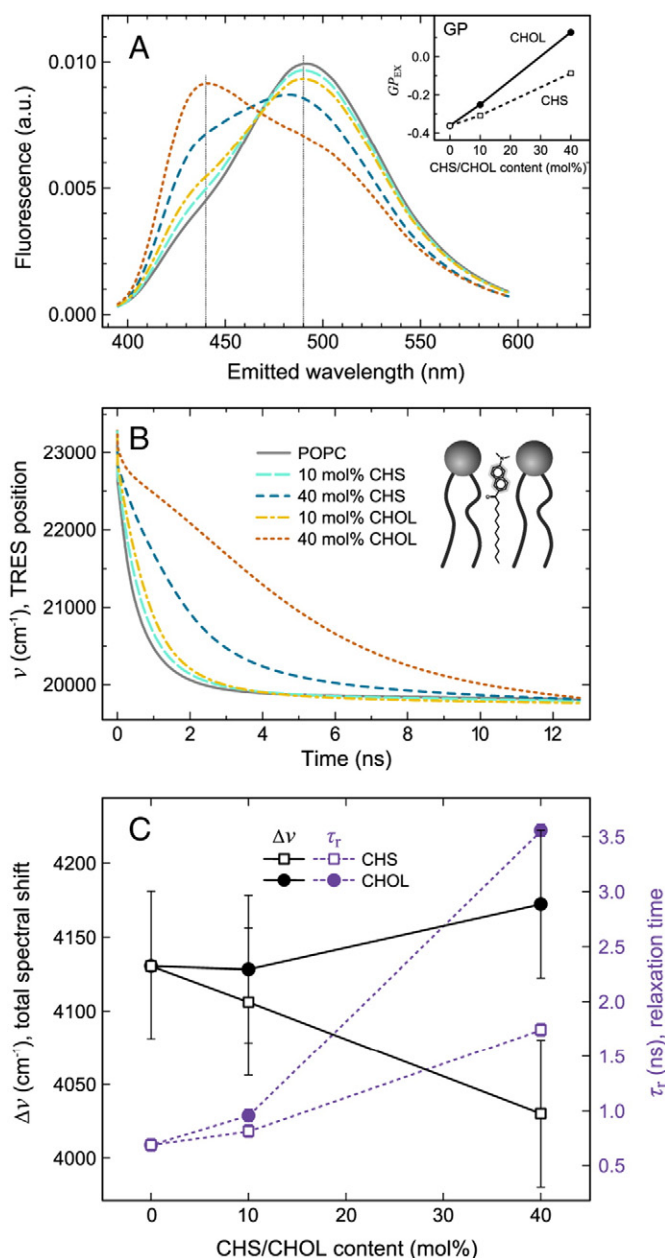 A
GP
CHOL
CHS
GP_EX
0.0
-0.2
-0.4
0 10 20 30 40
CHS/CHOL content (mol%)
Fluorescence (a.u.)
0.010
0.005
0.000
400 450 500 550 600
Emitted wavelength (nm)
B
POPC
10 mol% CHS
40 mol% CHS
10 mol% CHOL
40 mol% CHOL
ν (cm⁻¹), TRES position
23000
22000
21000
20000
0 2 4 6 8 10 12
Time (ns)
C
Δν τr
CHS
CHOL
Δν (cm⁻¹), total spectral shift
4200
4150
4100
4050
4000
τr (ns), relaxation time
3.5
3.0
2.5
2.0
1.5
1.0
0.5
0 10 20 30 40
CHS/CHOL content (mol%)